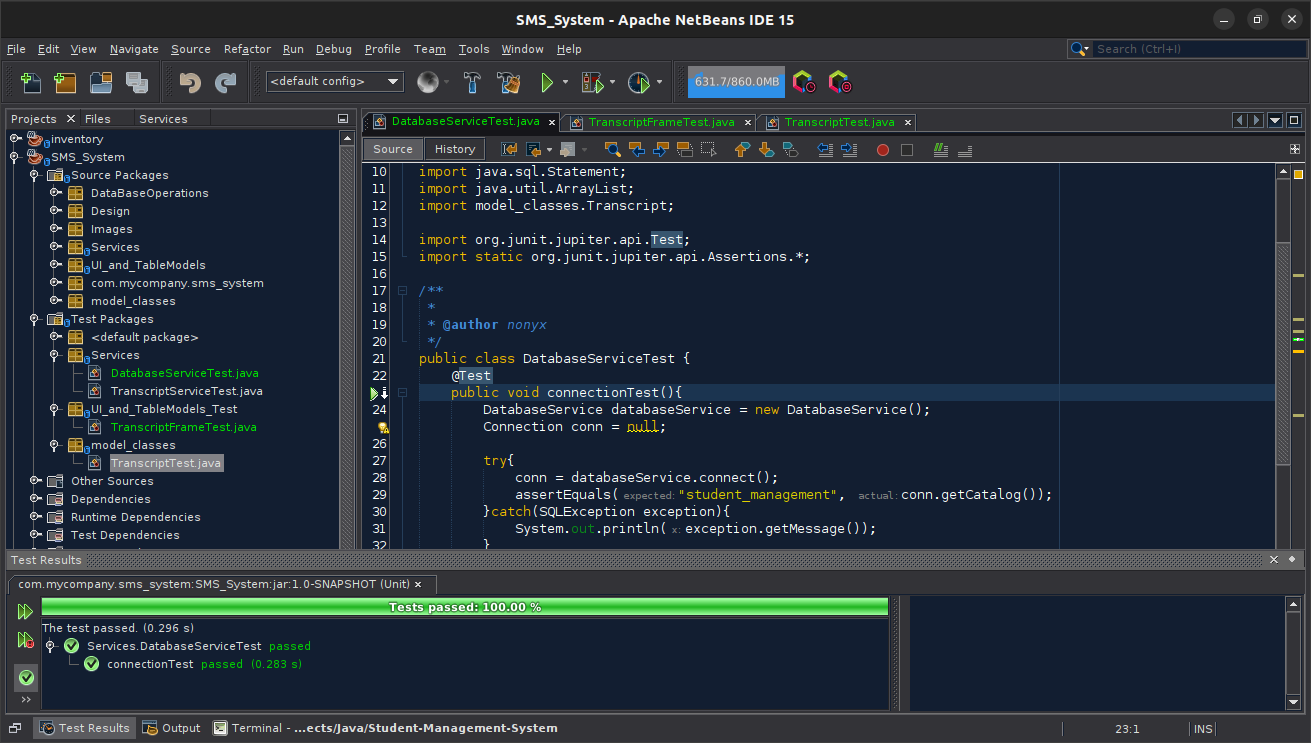 SMS_System - Apache NetBeans IDE 15
File Edit View Navigate Source Refactor Run Debug Profile Team Tools Window Help
Search (Ctrl+I)
<default config>
631.7/860.0MB
Projects Files Services
inventory
SMS_System
Source Packages
DataBaseOperations
Design
Images
Services
UI_and_TableModels
com.mycompany.sms_system
model_classes
Test Packages
<default package>
Services
DatabaseServiceTest.java
TranscriptServiceTest.java
UI_and_TableModels_Test
TranscriptFrameTest.java
model_classes
TranscriptTest.java
Other Sources
Dependencies
Runtime Dependencies
Test Dependencies
DatabaseServiceTest.java TranscriptFrameTest.java TranscriptTest.java
Source History
10 import java.sql.Statement;
11 import java.util.ArrayList;
12 import model_classes.Transcript;
13
14 import org.junit.jupiter.api.Test;
15 import static org.junit.jupiter.api.Assertions.*;
16
17 /**
18 *
19 * @author nonyx
20 */
21 public class DatabaseServiceTest {
22 @Test
public void connectionTest(){
24 DatabaseService databaseService = new DatabaseService();
Connection conn = null;
26
27 try{
28 conn = databaseService.connect();
29 assertEquals( expected: "student_management", actual: conn.getCatalog());
30 }catch(SQLException exception){
31 System.out.println( x: exception.getMessage());
32 }
Test Results
com.mycompany.sms_system:SMS_System:jar:1.0-SNAPSHOT (Unit)
Tests passed: 100.00 %
The test passed. (0.296 s)
Services.DatabaseServiceTest passed
connectionTest passed (0.283 s)
Test Results Output Terminal - ...ects/Java/Student-Management-System
23:1 INS